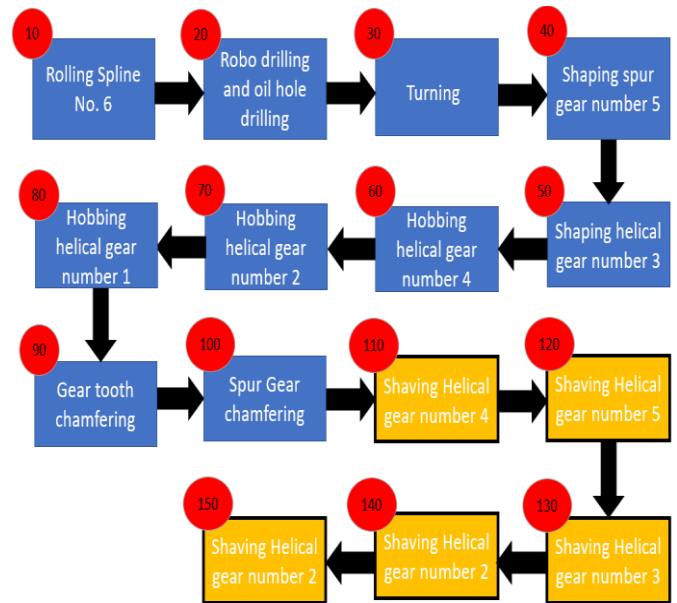 10
Rolling Spline
No. 6
20
Robo drilling
and oil hole
drilling
30
Turning
40
Shaping spur
gear number 5
50
Shaping helical
gear number 3
60
Hobbing
helical gear
number 4
70
Hobbing
helical gear
number 2
80
Hobbing
helical gear
number 1
90
Gear tooth
chamfering
100
Spur Gear
chamfering
110
Shaving Helical
gear number 4
120
Shaving Helical
gear number 5
130
Shaving Helical
gear number 3
140
Shaving Helical
gear number 2
150
Shaving Helical
gear number 2